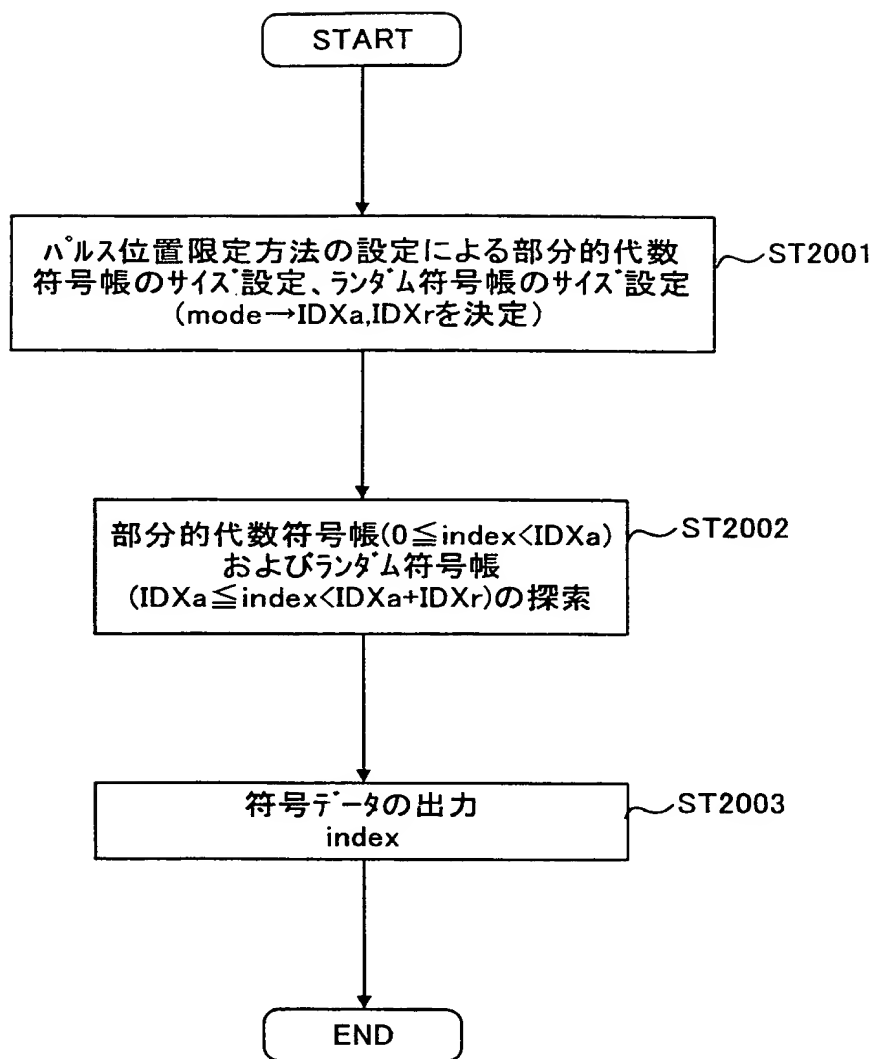 START
パルス位置限定方法の設定による部分的代数
符号帳のサイズ設定、ランダム符号帳のサイズ設定
(mode→IDXa,IDXrを決定)
ST2001
部分的代数符号帳(0≦index<IDXa)
およびランダム符号帳
(IDXa≦index<IDXa+IDXr)の探索
ST2002
符号データの出力
index
ST2003
END